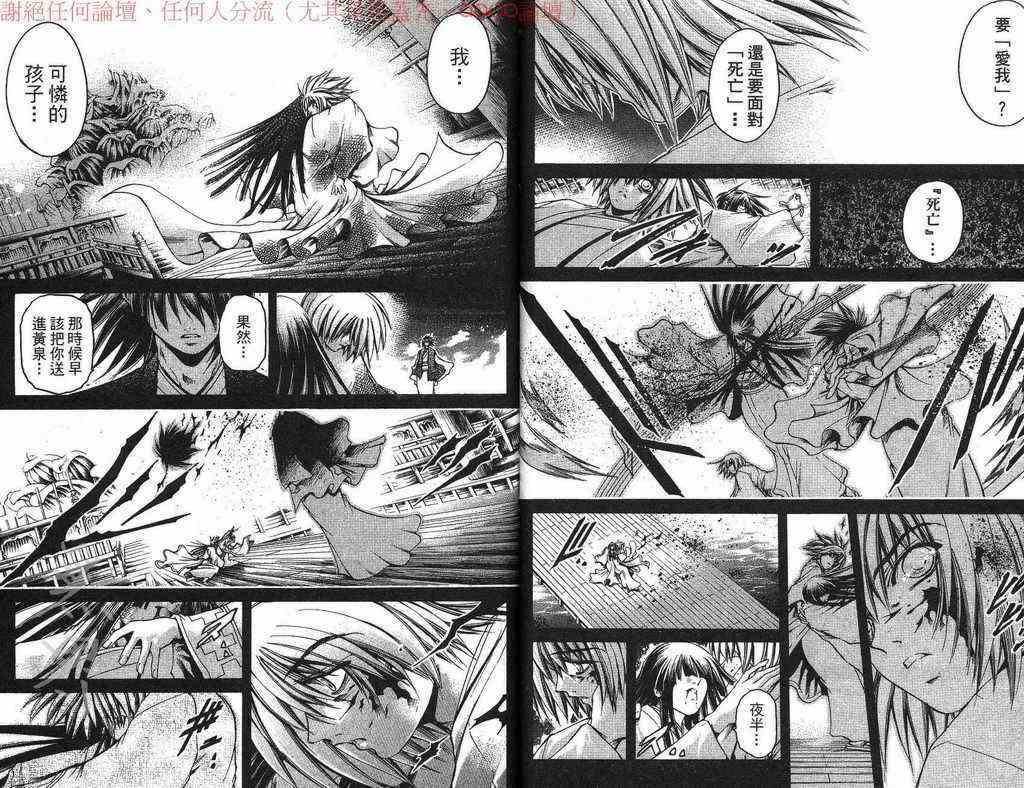 謝絕任何論壇、任何人分流（尤其
論壇）
要「愛
我」？
還是要面對
「死亡」…
『死亡』…
夜半…
我…
可憐的
孩子…
果然…
那時候早
該把你送
進黃泉…